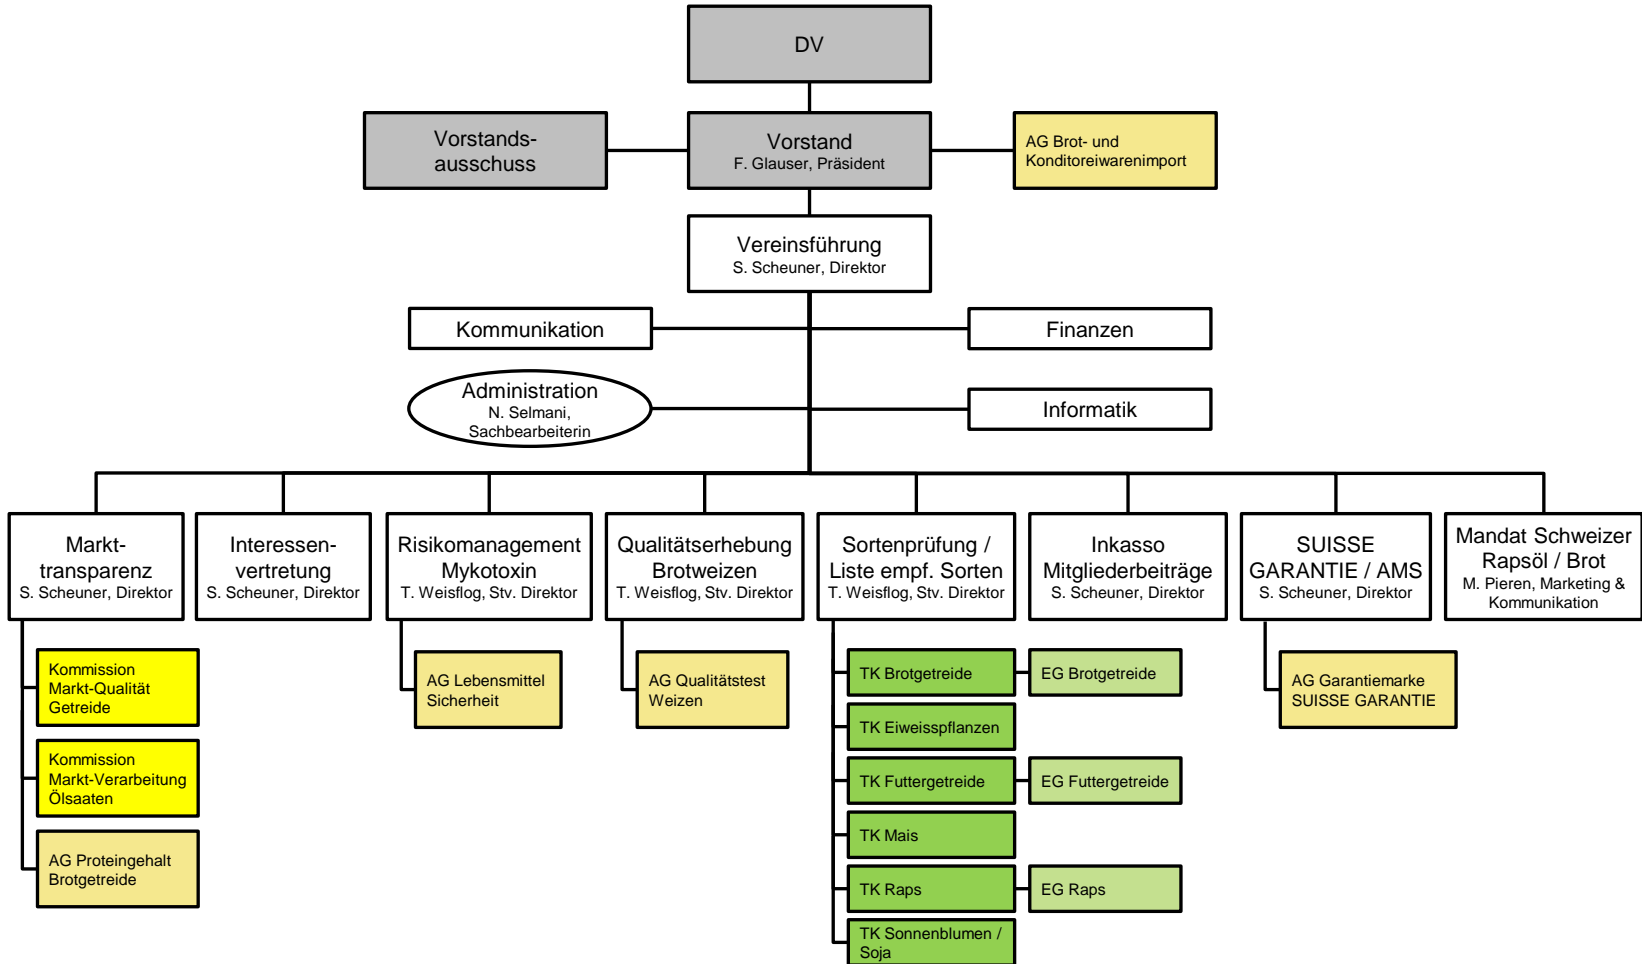 DV
Vorstands-
ausschuss
Vorstand
F. Glauser, Präsident
AG Brot- und
Konditoreiwarenimport
Vereinsführung
S. Scheuner, Direktor
Kommunikation
Finanzen
Administration
N. Selmani,
Sachbearbeiterin
Informatik
Markt-
transparenz
S. Scheuner, Direktor
Interessen-
vertretung
S. Scheuner, Direktor
Risikomanagement
Mykotoxin
T. Weisflog, Stv. Direktor
Qualitätserhebung
Brotweizen
T. Weisflog, Stv. Direktor
Sortenprüfung /
Liste empf. Sorten
T. Weisflog, Stv. Direktor
Inkasso
Mitgliederbeiträge
S. Scheuner, Direktor
SUISSE
GARANTIE / AMS
S. Scheuner, Direktor
Mandat Schweizer
Rapsöl / Brot
M. Pieren, Marketing &
Kommunikation
Kommission
Markt-Qualität
Getreide
Kommission
Markt-Verarbeitung
Ölsaaten
AG Proteingehalt
Brotgetreide
AG Lebensmittel
Sicherheit
AG Qualitätstest
Weizen
TK Brotgetreide
EG Brotgetreide
TK Eiweisspflanzen
TK Futtergetreide
EG Futtergetreide
TK Mais
TK Raps
EG Raps
TK Sonnenblumen /
Soja
AG Garantiemarke
SUISSE GARANTIE